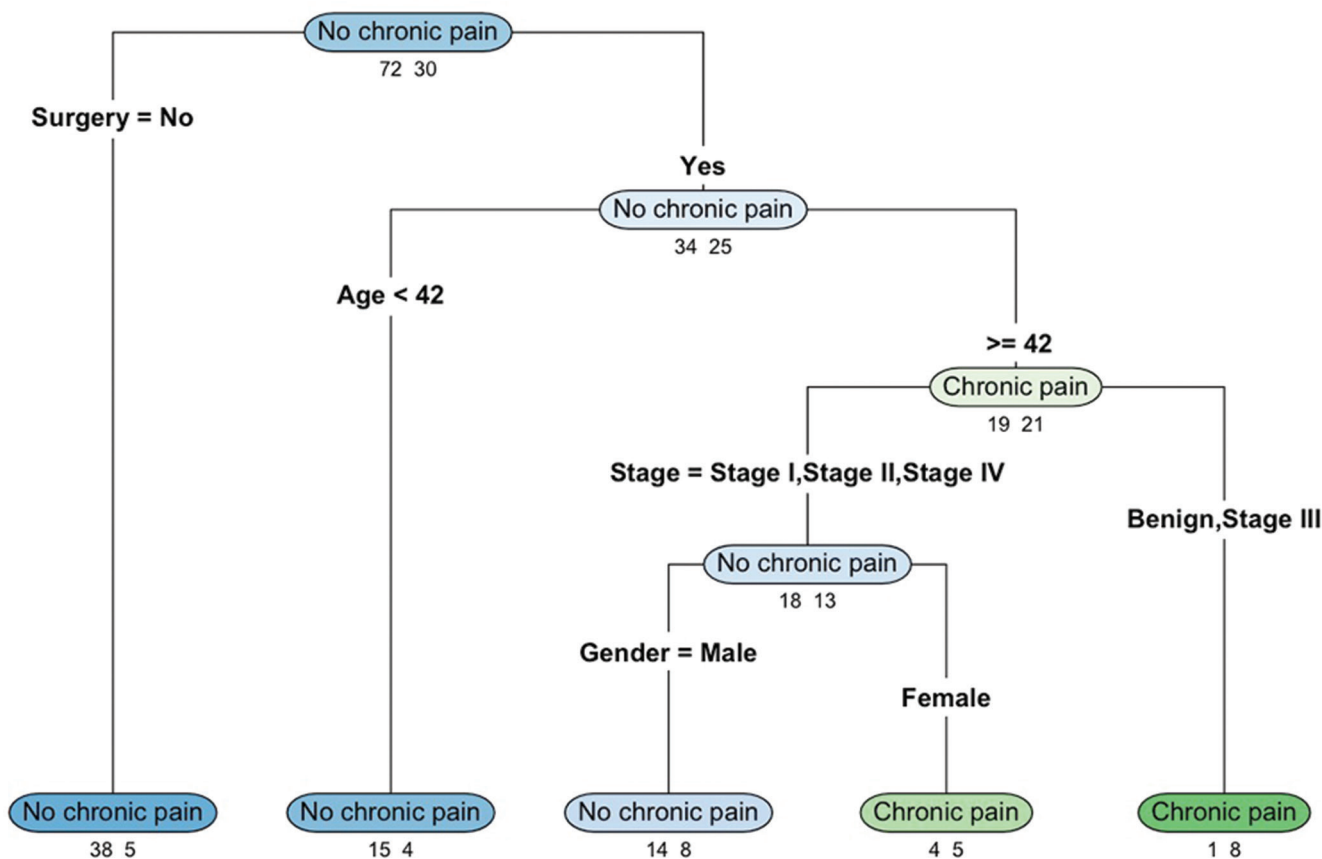 No chronic pain
72 30
Surgery = No
Yes
No chronic pain
34 25
Age < 42
>= 42
Chronic pain
19 21
Stage = Stage I,Stage II,Stage IV
Benign,Stage III
No chronic pain
18 13
Gender = Male
Female
No chronic pain
38 5
No chronic pain
15 4
No chronic pain
14 8
Chronic pain
4 5
Chronic pain
1 8